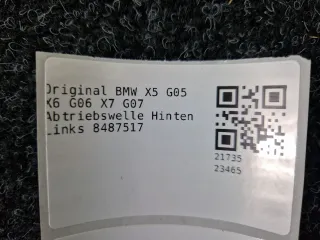 Original BMW X5 G05
X6 G06 X7 G07
Abtriebswelle Hinten
Links 8487517
21735
23465